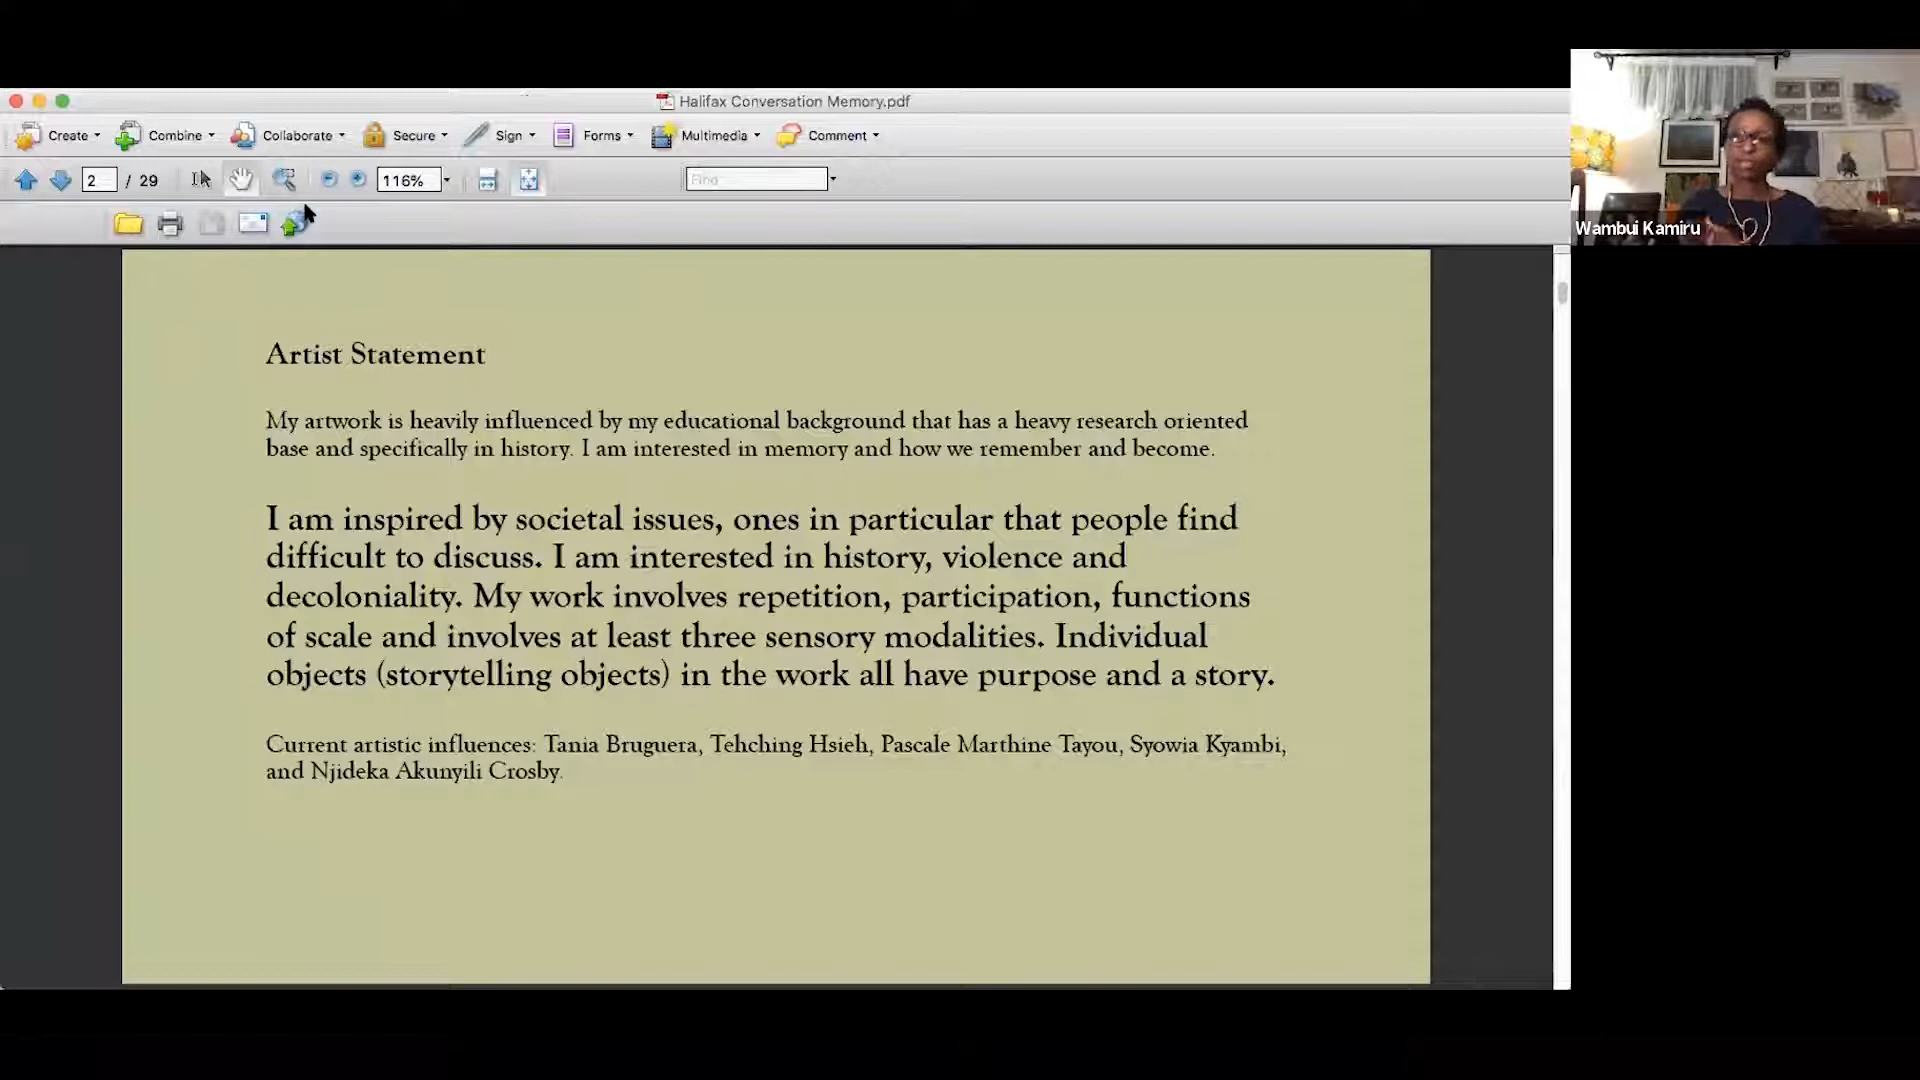 Halifax Conversation Memory.pdf
Create Combine Collaborate Secure Sign Forms Multimedia Comment
2 / 29 116% Find
Wambui Kamiru
Artist Statement
My artwork is heavily influenced by my educational background that has a heavy research oriented
base and specifically in history. I am interested in memory and how we remember and become.
I am inspired by societal issues, ones in particular that people find
difficult to discuss. I am interested in history, violence and
decoloniality. My work involves repetition, participation, functions
of scale and involves at least three sensory modalities. Individual
objects (storytelling objects) in the work all have purpose and a story.
Current artistic influences: Tania Bruguera, Tehching Hsieh, Pascale Marthine Tayou, Syowia Kyambi,
and Njideka Akunyili Crosby.